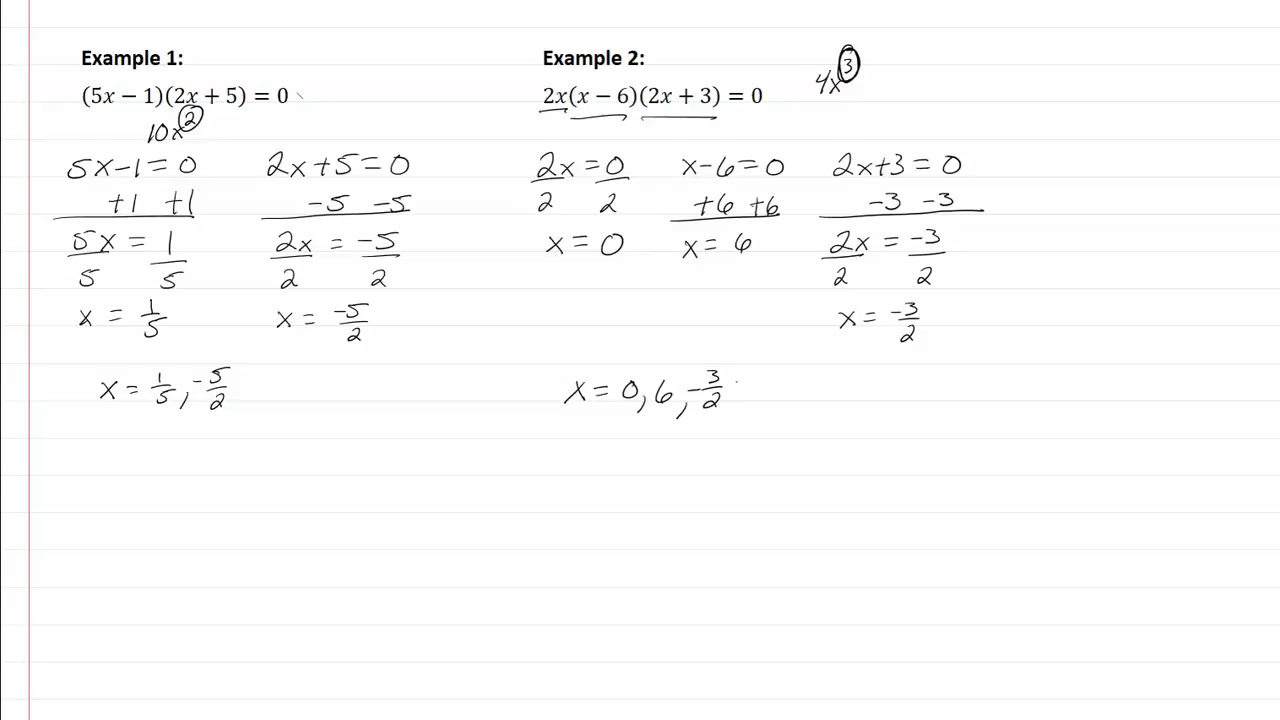 Example 1:
(5x − 1)(2x + 5) = 0
10x²
5x-1=0 2x+5=0
+1 +1 -5 -5
5x = 1 2x = -5
5 5 2 2
x = 1/5 x = -5/2
x = 1/5, -5/2
Example 2:
2x(x − 6)(2x + 3) = 0
4x³
2x=0 x-6=0 2x+3=0
2 2 +6 +6 -3 -3
x=0 x=6 2x=-3
2 2
x=-3/2
x=0, 6, -3/2